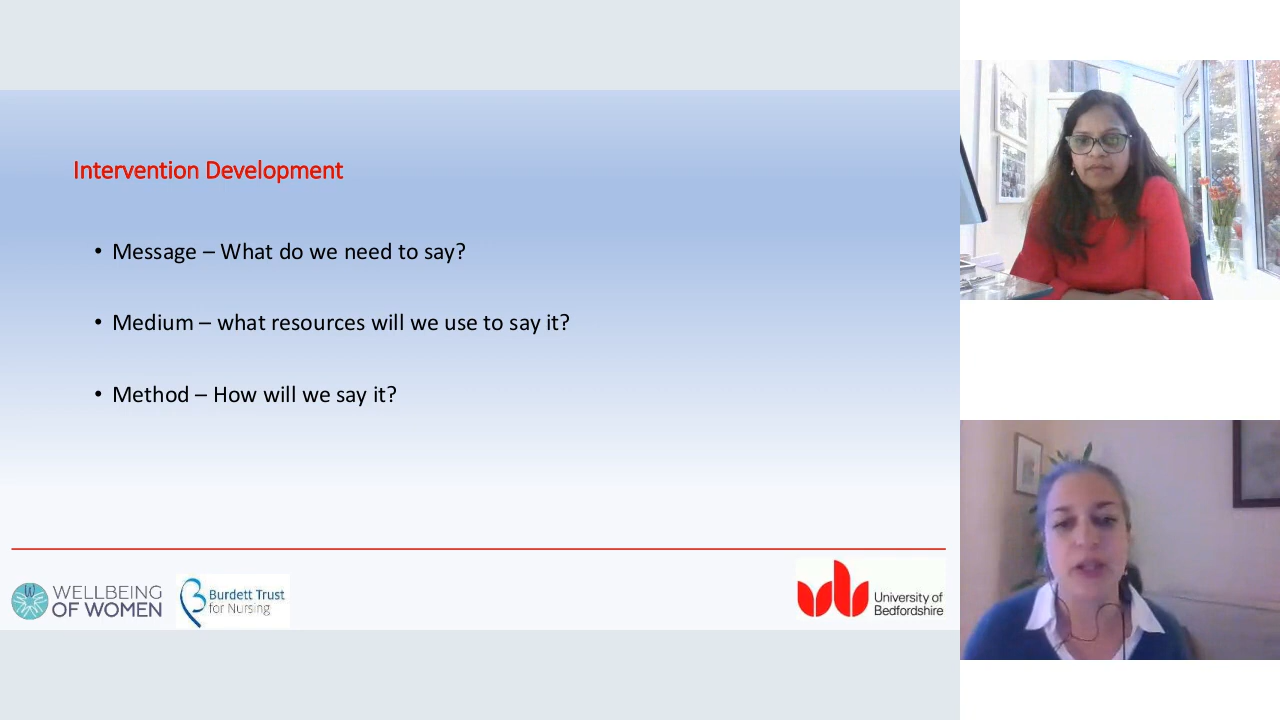 Intervention Development
• Message – What do we need to say?
• Medium – what resources will we use to say it?
• Method – How will we say it?
WELLBEING
OF WOMEN
Burdett Trust
for Nursing
University of
Bedfordshire